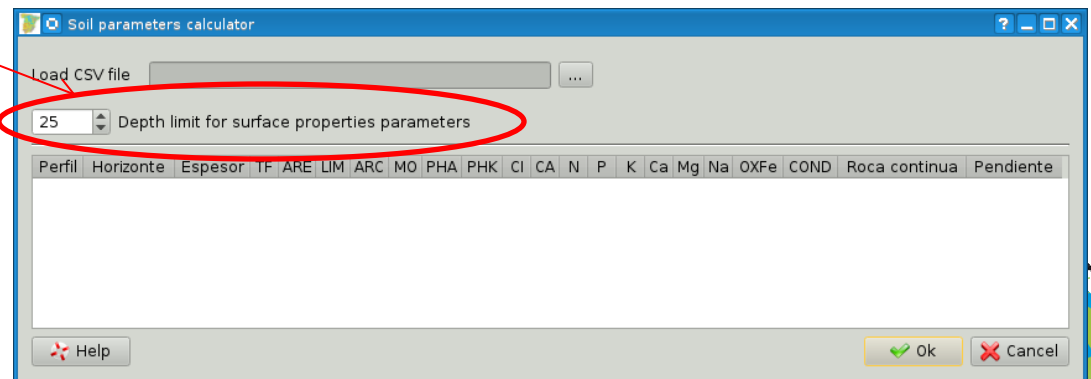 Soil parameters calculator
Load CSV file ...
25 Depth limit for surface properties parameters
Perfil Horizonte Espesor TF ARE LIM ARC MO PHA PHK CI CA N P K Ca Mg Na OXFe COND Roca continua Pendiente
Help Ok Cancel